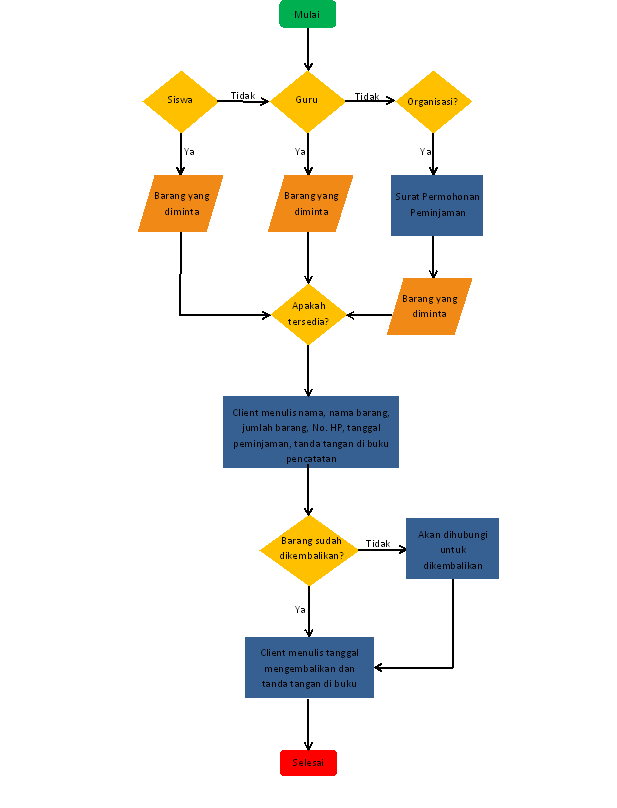 Mulai
Siswa
Tidak
Guru
Tidak
Organisasi?
Ya
Ya
Ya
Barang yang
diminta
Barang yang
diminta
Surat Permohonan
Peminjaman
Barang yang
diminta
Apakah
tersedia?
Client menulis nama, nama barang,
jumlah barang, No. HP, tanggal
peminjaman, tanda tangan di buku
pencatatan
Barang sudah
dikembalikan?
Tidak
Akan dihubungi
untuk
dikembalikan
Ya
Client menulis tanggal
mengembalikan dan
tanda tangan di buku
Selesai